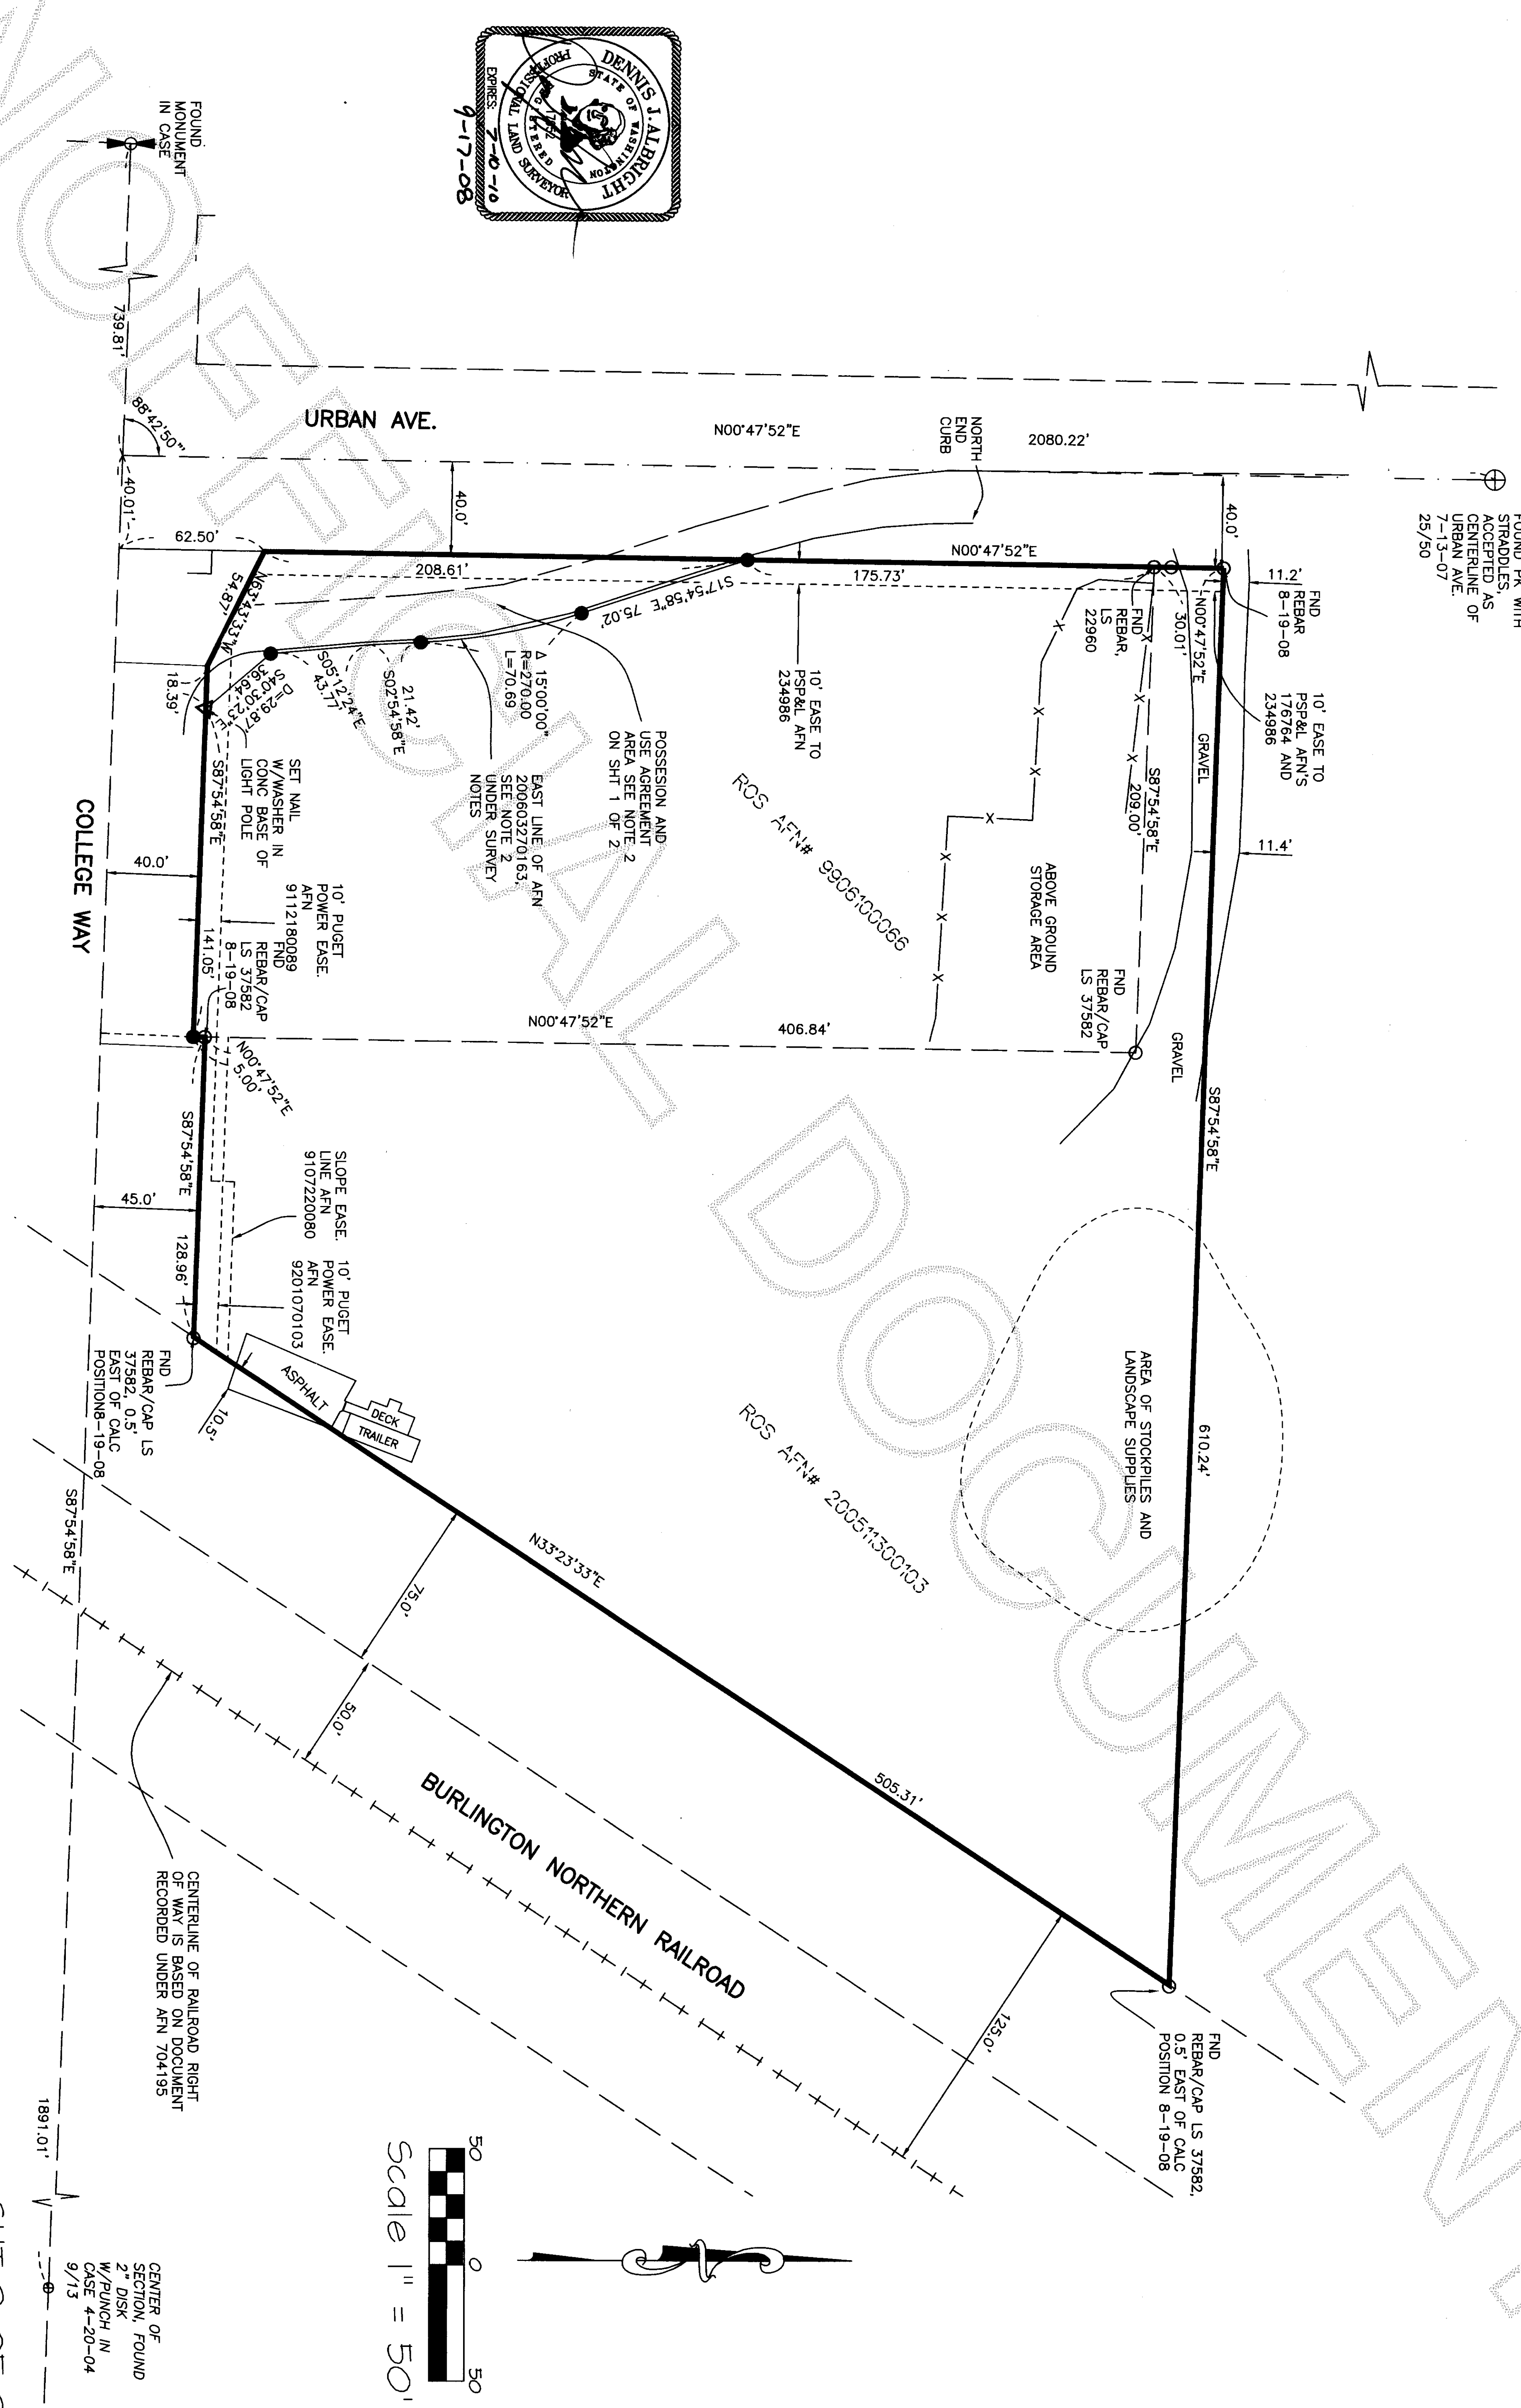 DENNIS J. ALBRIGHT
STATE OF WASHINGTON
REGISTERED
PROFESSIONAL LAND SURVEYOR
EXPIRES: 7-10-10
9-17-08
FOUND
MONUMENT
IN CASE
739.81'
88°42'50"
40.01'
URBAN AVE.
N00°47'52"E
2080.22'
NORTH
END
CURB
STRADDLES,
ACCEPTED AS
CENTERLINE OF
URBAN AVE.
7-13-07
25/50
40.0'
40.0'
62.50'
208.61'
175.73'
N00°47'52"E
N00°47'52"E
30.01'
11.2'
FND
REBAR
8-19-08
10' EASE TO
PSP&L AFN'S
176764 AND
234986
FND
REBAR,
LS
22960
10' EASE TO
PSP&L AFN
234986
N63°43'33"W
54.87'
18.39'
D=29.87'
S40°30'23"E
36.64'
S05°12'24"E
43.77'
S02°54'58"E
21.42'
Δ 15°00'00"
R=270.00
L=70.69
S17°54'58"E 75.02'
POSSESION AND
USE AGREEMENT
AREA SEE NOTE 2
ON SHT 1 OF 2
EAST LINE OF AFN
200603270163,
SEE NOTE 2
UNDER SURVEY
NOTES
SET NAIL
W/WASHER IN
CONC BASE OF
LIGHT POLE
S87°54'58"E
40.0'
141.05'
COLLEGE WAY
10' PUGET
POWER EASE.
AFN
9112180089
FND
REBAR/CAP
LS 37582
8-19-08
ROS AFN# 9906100066
S87°54'58"E
209.00'
GRAVEL
GRAVEL
11.4'
ABOVE GROUND
STORAGE AREA
FND
REBAR/CAP
LS 37582
N00°47'52"E
406.84'
N00°47'52"E
5.00'
S87°54'58"E
45.0'
128.96'
SLOPE EASE.
LINE AFN
9107220080
10' PUGET
POWER EASE.
AFN
9201070103
S87°54'58"E
610.24'
AREA OF STOCKPILES AND
LANDSCAPE SUPPLIES
FND
REBAR/CAP LS
37582, 0.5'
EAST OF CALC
POSITION8-19-08
10.5'
ASPHALT
DECK
TRAILER
ROS AFN# 200511300103
N33°23'33"E
505.31'
75.0'
50.0'
125.0'
S87°54'58"E
BURLINGTON NORTHERN RAILROAD
CENTERLINE OF RAILROAD RIGHT
OF WAY IS BASED ON DOCUMENT
RECORDED UNDER AFN 704195
FND
REBAR/CAP LS 37582,
0.5' EAST OF CALC
POSITION 8-19-08
1891.01'
50 0 50
Scale 1" = 50'
CENTER OF
SECTION, FOUND
2" DISK
W/PUNCH IN
CASE 4-20-04
9/13
UNOFFICIAL DOCUMENT